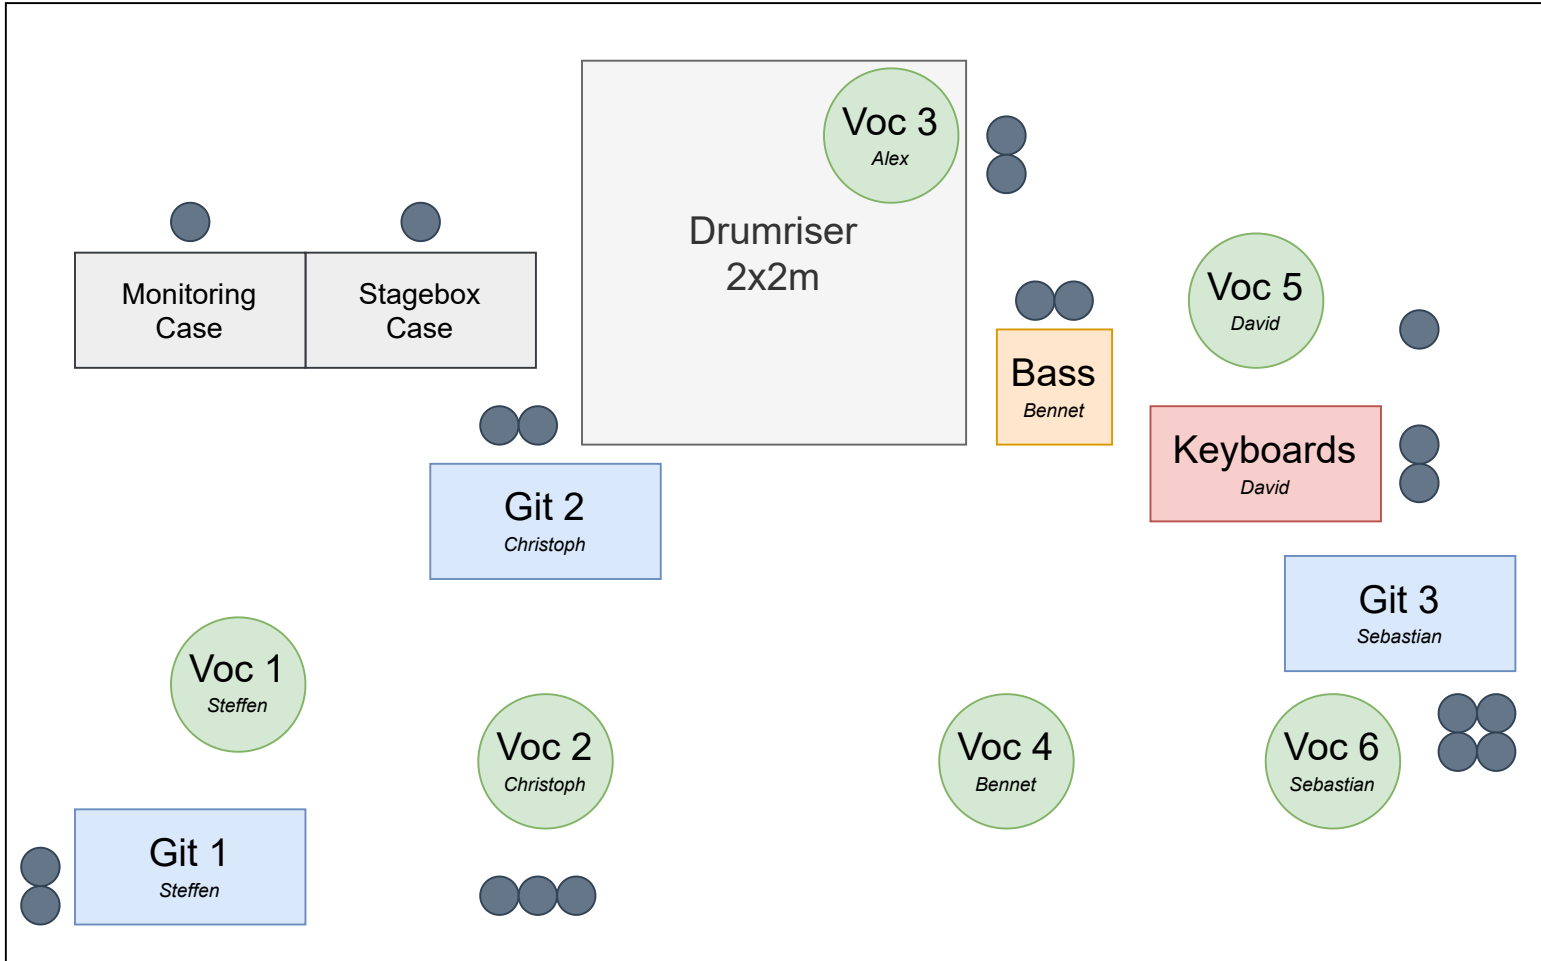 Voc 3
Alex
Drumriser
2x2m
Monitoring
Case
Stagebox
Case
Voc 5
David
Bass
Bennet
Keyboards
David
Git 2
Christoph
Git 3
Sebastian
Voc 1
Steffen
Voc 2
Christoph
Voc 4
Bennet
Voc 6
Sebastian
Git 1
Steffen